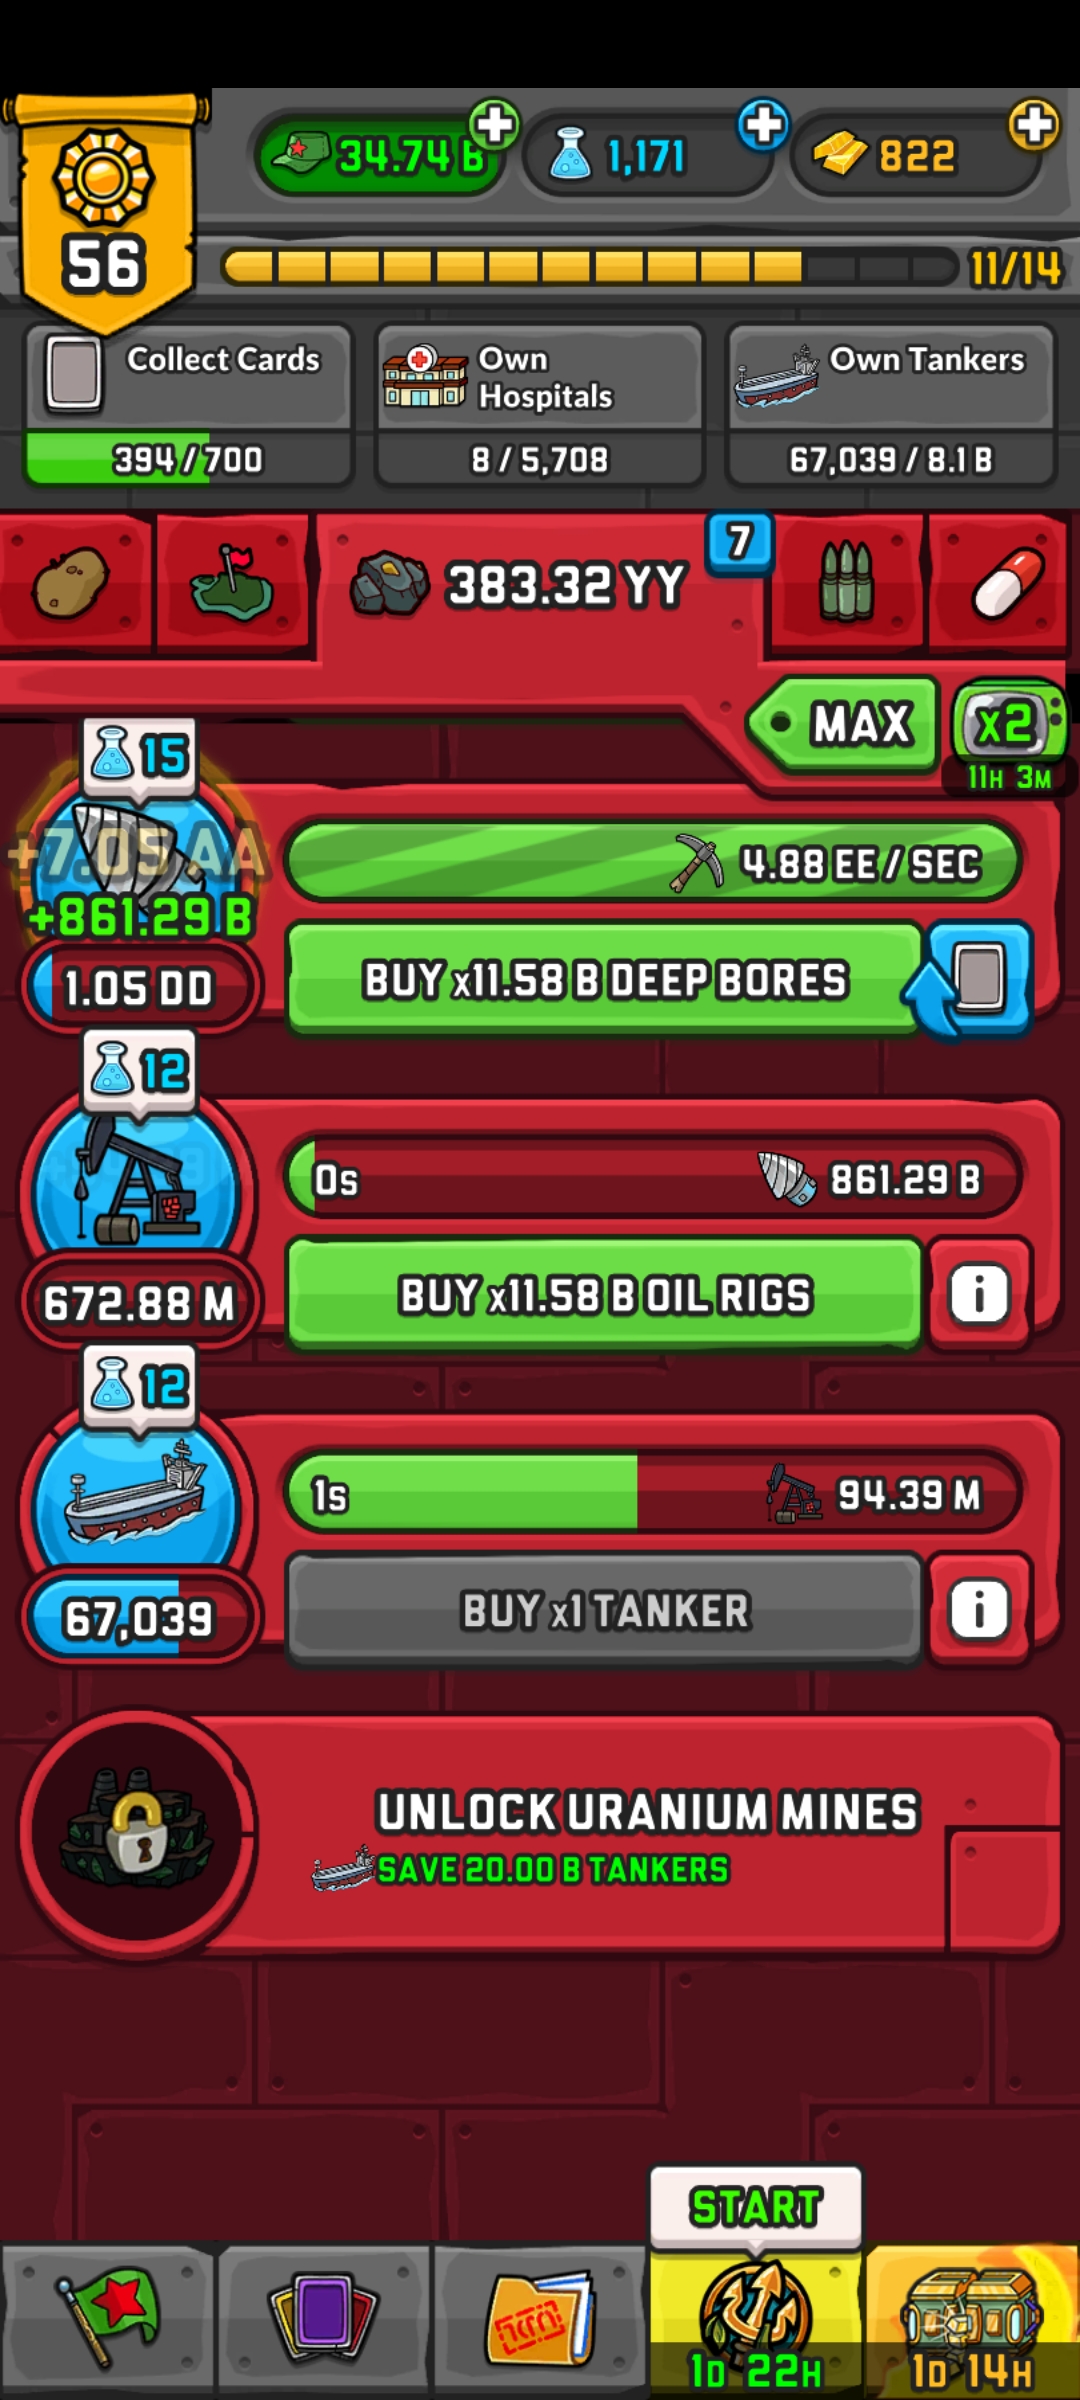 56
34.74 B
1,171
822
11/14
Collect Cards
394/700
Own
Hospitals
8/5,708
Own Tankers
67,039/8.1B
383.32 YY
7
MAX
x2
11H 3M
15
+7.05 AA
+861.29 B
1.05 DD
4.88 EE/SEC
BUY x11.58 B DEEP BORES
12
672.88 M
0s
861.29 B
BUY x11.58 B OIL RIGS
i
12
67,039
1s
94.39 M
BUY x1 TANKER
i
UNLOCK URANIUM MINES
SAVE 20.00 B TANKERS
START
1D 22H
1D 14H